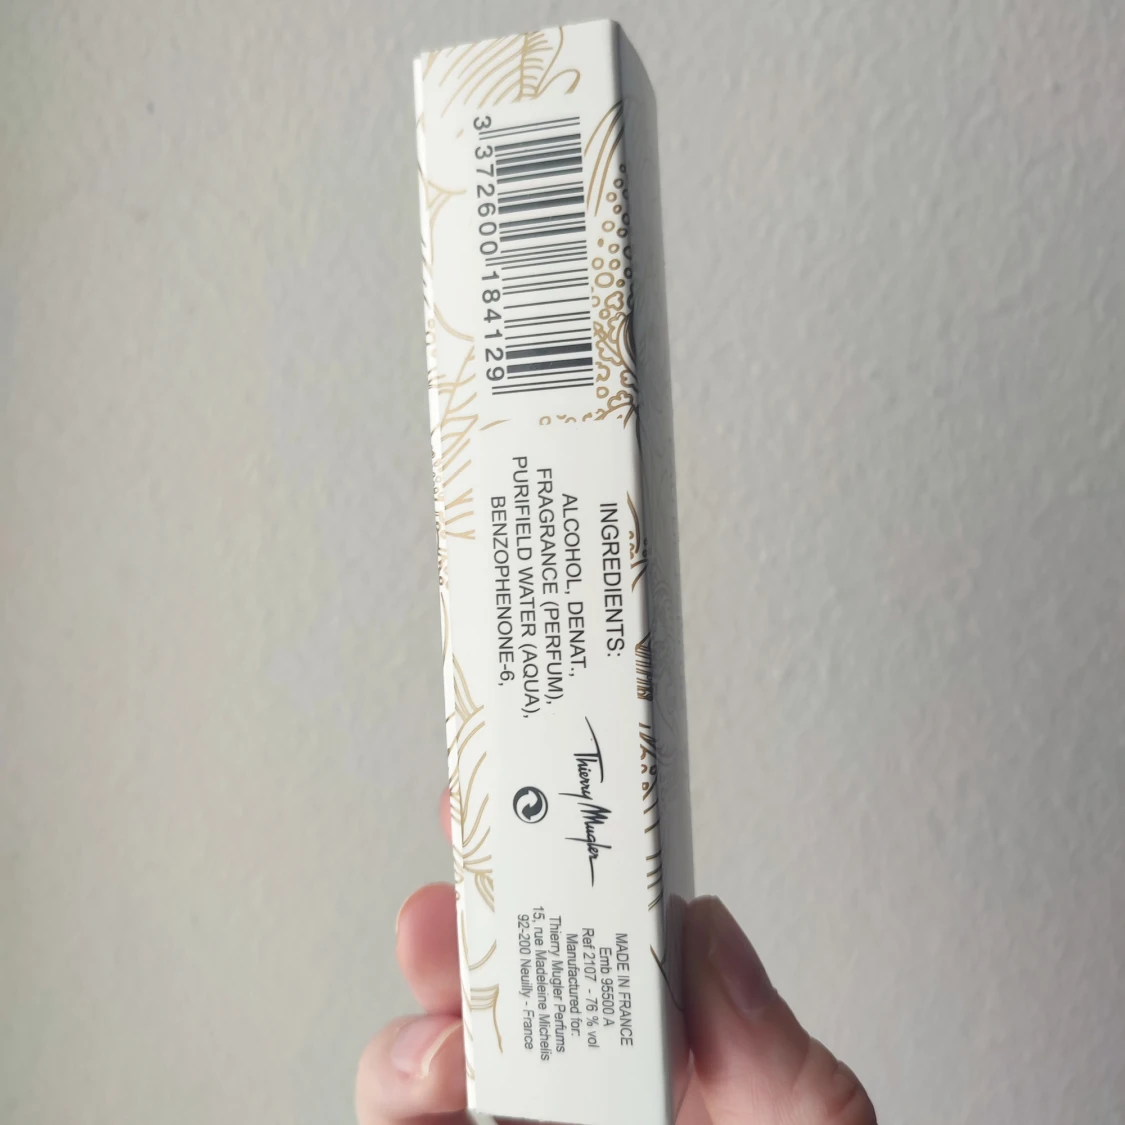 3 372600 184129
INGREDIENTS:
ALCOHOL, DENAT.,
FRAGRANCE (PERFUM),
PURIFIELD WATER (AQUA),
BENZOPHENONE-6,
Thierry Mugler
MADE IN FRANCE
Emb 95500 A
Ref 2107 - 76 % vol
Manufactured for:
Thierry Mugler Perfums
15, rue Madeleine Michelis
92-200 Neuilly - France